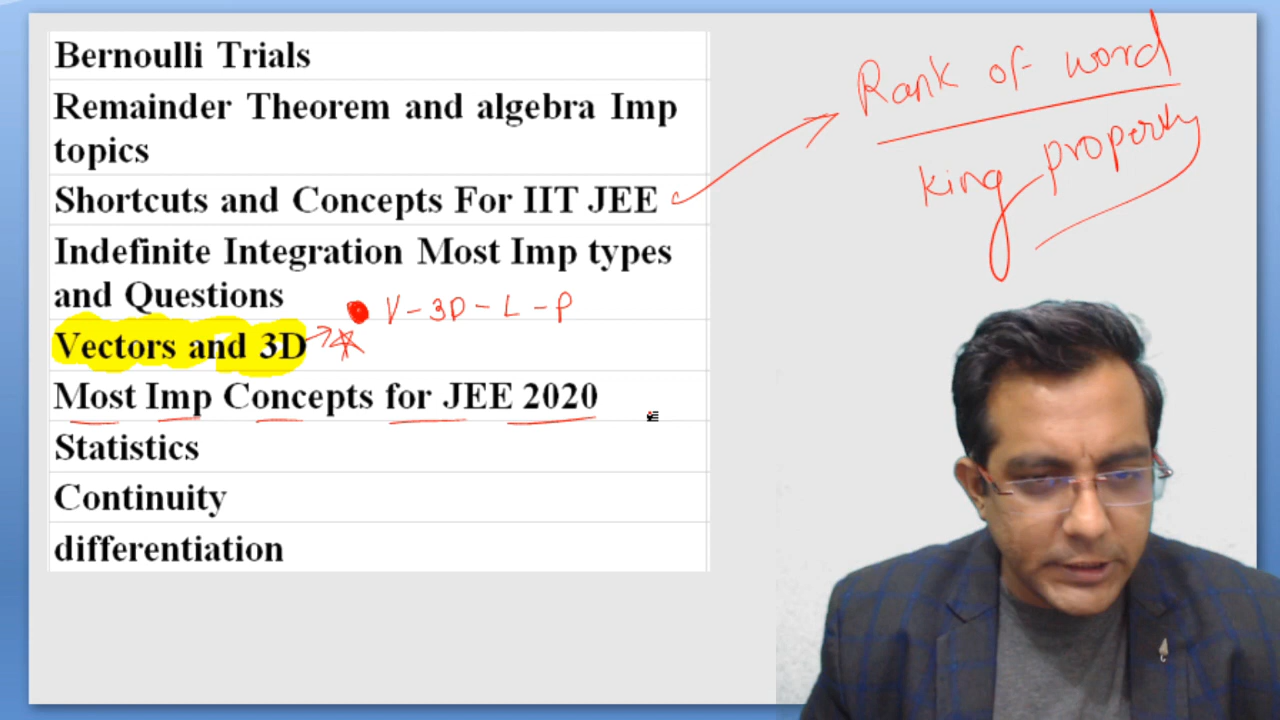 Bernoulli Trials
Remainder Theorem and algebra Imp
topics
Shortcuts and Concepts For IIT JEE
Indefinite Integration Most Imp types
and Questions
Vectors and 3D
V - 3D - L - P
Most Imp Concepts for JEE 2020
Statistics
Continuity
differentiation
Rank of word
king property